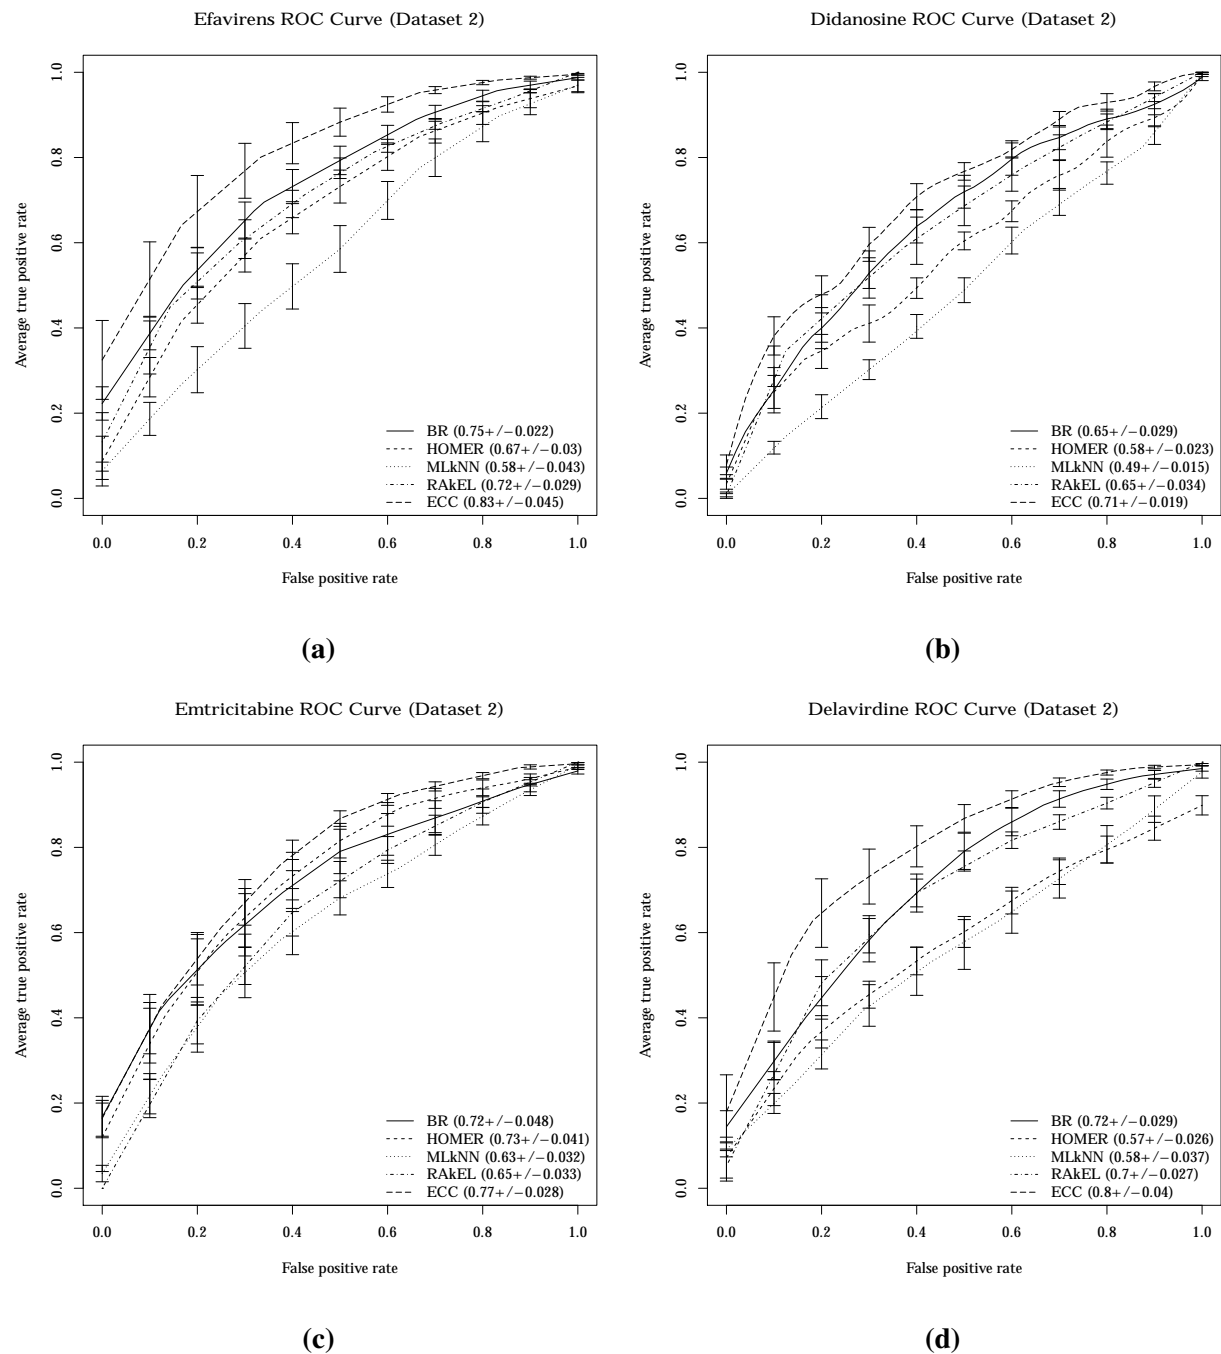 Efavirens ROC Curve (Dataset 2)
Average true positive rate
1.0
0.8
0.6
0.4
0.2
0.0
BR (0.75+/−0.022)
HOMER (0.67+/−0.03)
MLkNN (0.58+/−0.043)
RAkEL (0.72+/−0.029)
ECC (0.83+/−0.045)
0.0 0.2 0.4 0.6 0.8 1.0
False positive rate
(a)
Didanosine ROC Curve (Dataset 2)
Average true positive rate
1.0
0.8
0.6
0.4
0.2
0.0
BR (0.65+/−0.029)
HOMER (0.58+/−0.023)
MLkNN (0.49+/−0.015)
RAkEL (0.65+/−0.034)
ECC (0.71+/−0.019)
0.0 0.2 0.4 0.6 0.8 1.0
False positive rate
(b)
Emtricitabine ROC Curve (Dataset 2)
Average true positive rate
1.0
0.8
0.6
0.4
0.2
0.0
BR (0.72+/−0.048)
HOMER (0.73+/−0.041)
MLkNN (0.63+/−0.032)
RAkEL (0.65+/−0.033)
ECC (0.77+/−0.028)
0.0 0.2 0.4 0.6 0.8 1.0
False positive rate
(c)
Delavirdine ROC Curve (Dataset 2)
Average true positive rate
1.0
0.8
0.6
0.4
0.2
0.0
BR (0.72+/−0.029)
HOMER (0.57+/−0.026)
MLkNN (0.58+/−0.037)
RAkEL (0.7+/−0.027)
ECC (0.8+/−0.04)
0.0 0.2 0.4 0.6 0.8 1.0
False positive rate
(d)